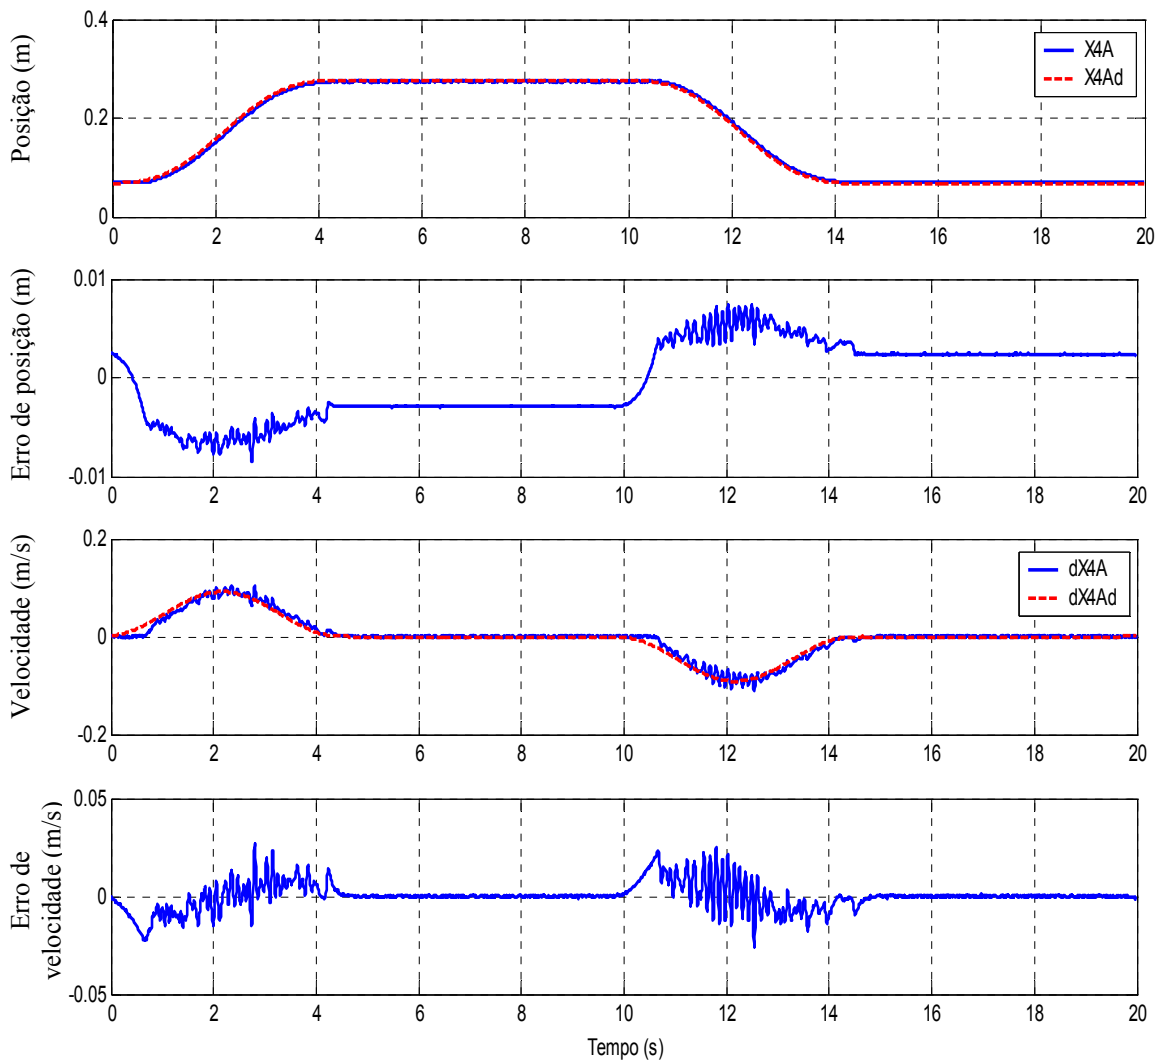 Posição (m)
0.4
0.2
0
X4A
X4Ad
0 2 4 6 8 10 12 14 16 18 20
Erro de posição (m)
0.01
0
-0.01
0 2 4 6 8 10 12 14 16 18 20
Velocidade (m/s)
0.2
0
-0.2
dX4A
dX4Ad
0 2 4 6 8 10 12 14 16 18 20
Erro de
velocidade (m/s)
0.05
0
-0.05
0 2 4 6 8 10 12 14 16 18 20
Tempo (s)